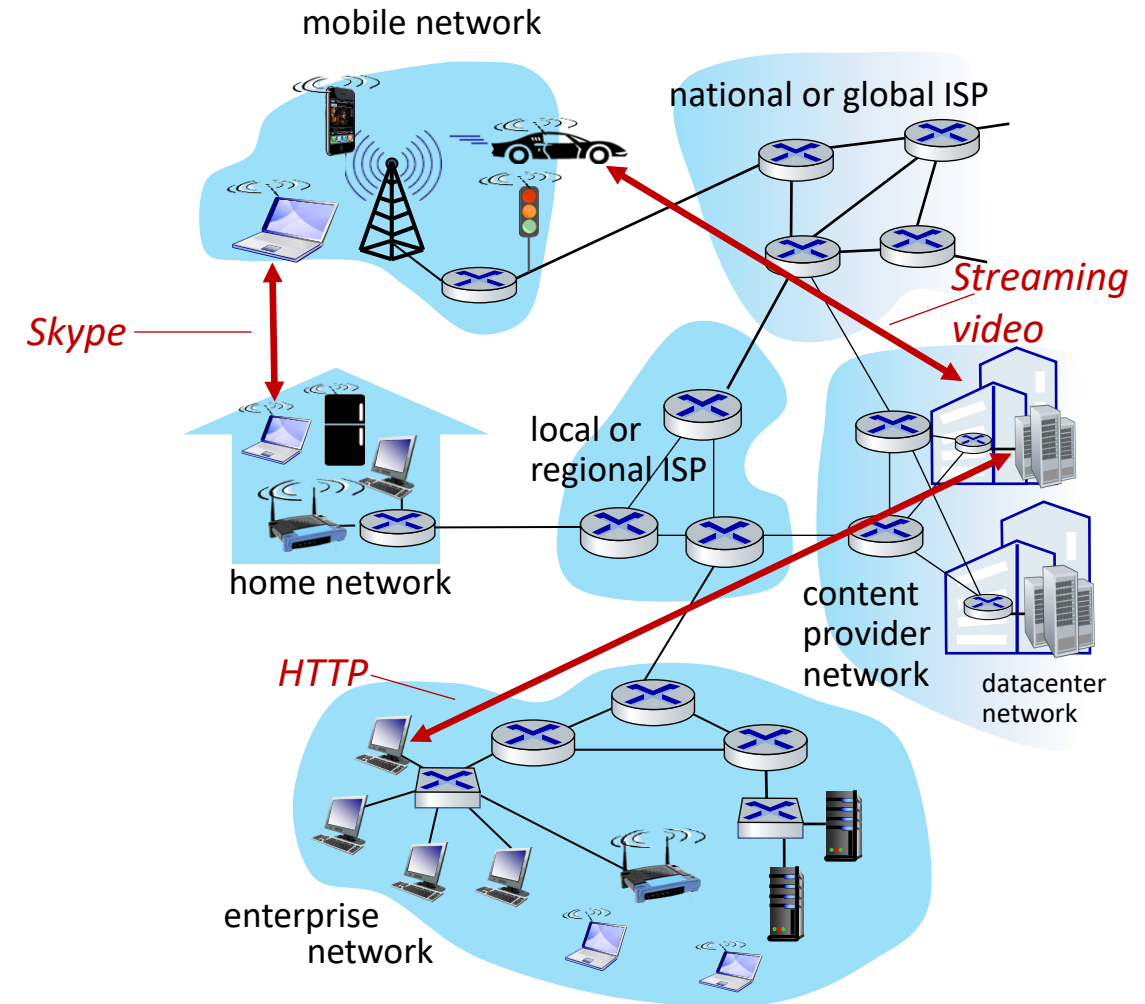 mobile network
national or global ISP
Streaming
video
Skype
local or
regional ISP
home network
content
provider
network
datacenter
network
HTTP
enterprise
network